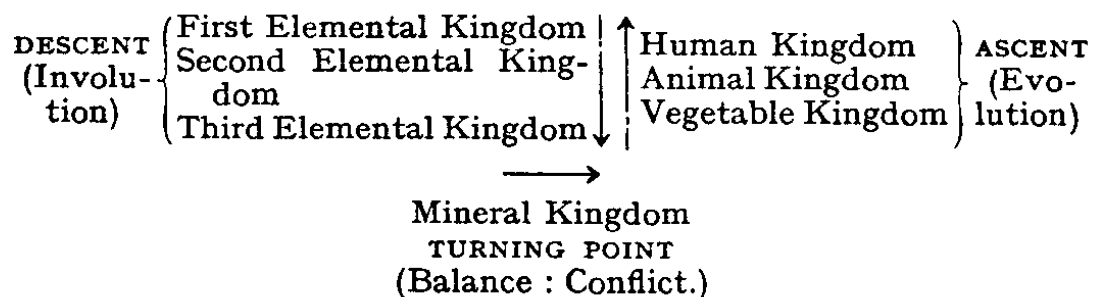 DESCENT
(Involu-
tion)
First Elemental Kingdom
Second Elemental King-
dom
Third Elemental Kingdom
Human Kingdom
Animal Kingdom
Vegetable Kingdom
ASCENT
(Evo-
lution)
Mineral Kingdom
TURNING POINT
(Balance : Conflict.)